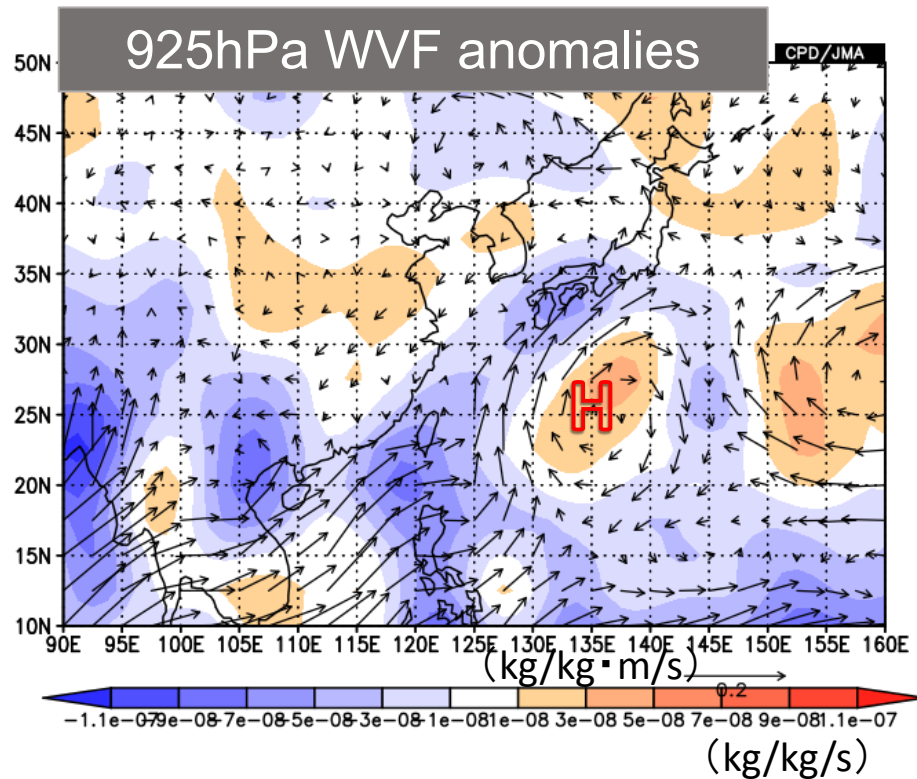 925hPa WVF anomalies
CPD/JMA
50N
45N
40N
35N
30N
25N
20N
15N
10N
H
90E 95E 100E 105E 110E 115E 120E 125E 130E 135E 140E 145E 150E 155E 160E
(kg/kg・m/s)
0.2
-1.1e-07 -9e-08 -7e-08 -5e-08 -3e-08 -1e-08 1e-08 3e-08 5e-08 7e-08 9e-08 1.1e-07
(kg/kg/s)